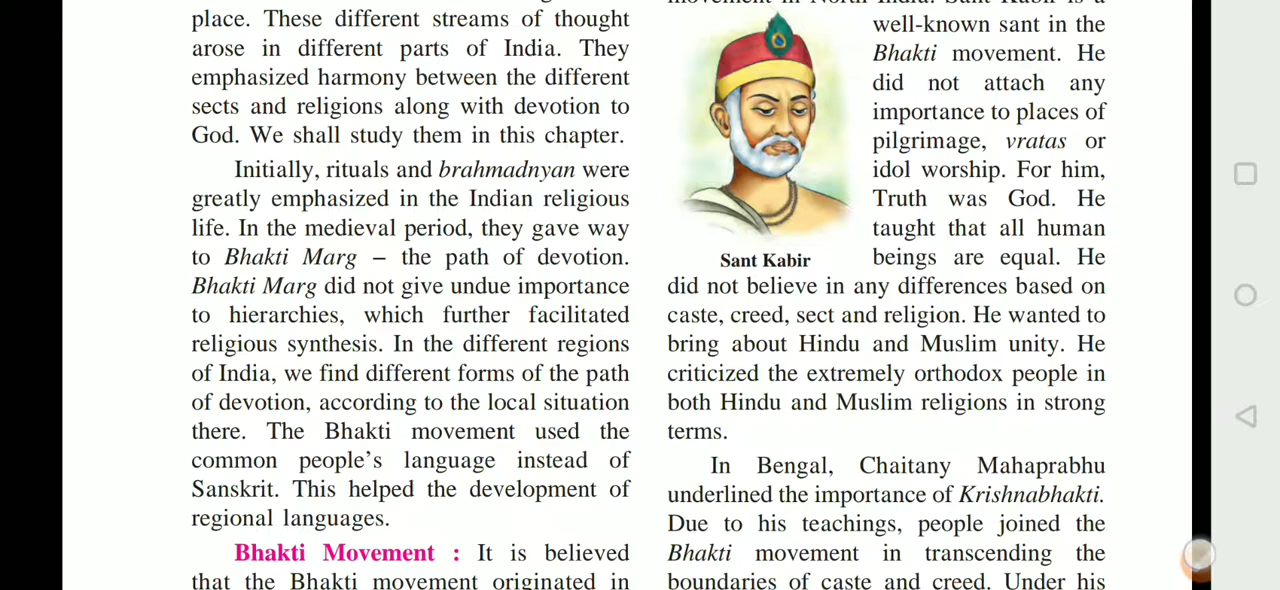 place. These different streams of thought
arose in different parts of India. They
emphasized harmony between the different
sects and religions along with devotion to
God. We shall study them in this chapter.
Initially, rituals and brahmadnyan were
greatly emphasized in the Indian religious
life. In the medieval period, they gave way
to Bhakti Marg – the path of devotion.
Bhakti Marg did not give undue importance
to hierarchies, which further facilitated
religious synthesis. In the different regions
of India, we find different forms of the path
of devotion, according to the local situation
there. The Bhakti movement used the
common people's language instead of
Sanskrit. This helped the development of
regional languages.
Bhakti Movement : It is believed
that the Bhakti movement originated in
movement in North India. Sant Kabir is a
well-known sant in the
Bhakti movement. He
did not attach any
importance to places of
pilgrimage, vratas or
idol worship. For him,
Truth was God. He
taught that all human
beings are equal. He
Sant Kabir
did not believe in any differences based on
caste, creed, sect and religion. He wanted to
bring about Hindu and Muslim unity. He
criticized the extremely orthodox people in
both Hindu and Muslim religions in strong
terms.
In Bengal, Chaitany Mahaprabhu
underlined the importance of Krishnabhakti.
Due to his teachings, people joined the
Bhakti movement in transcending the
boundaries of caste and creed. Under his